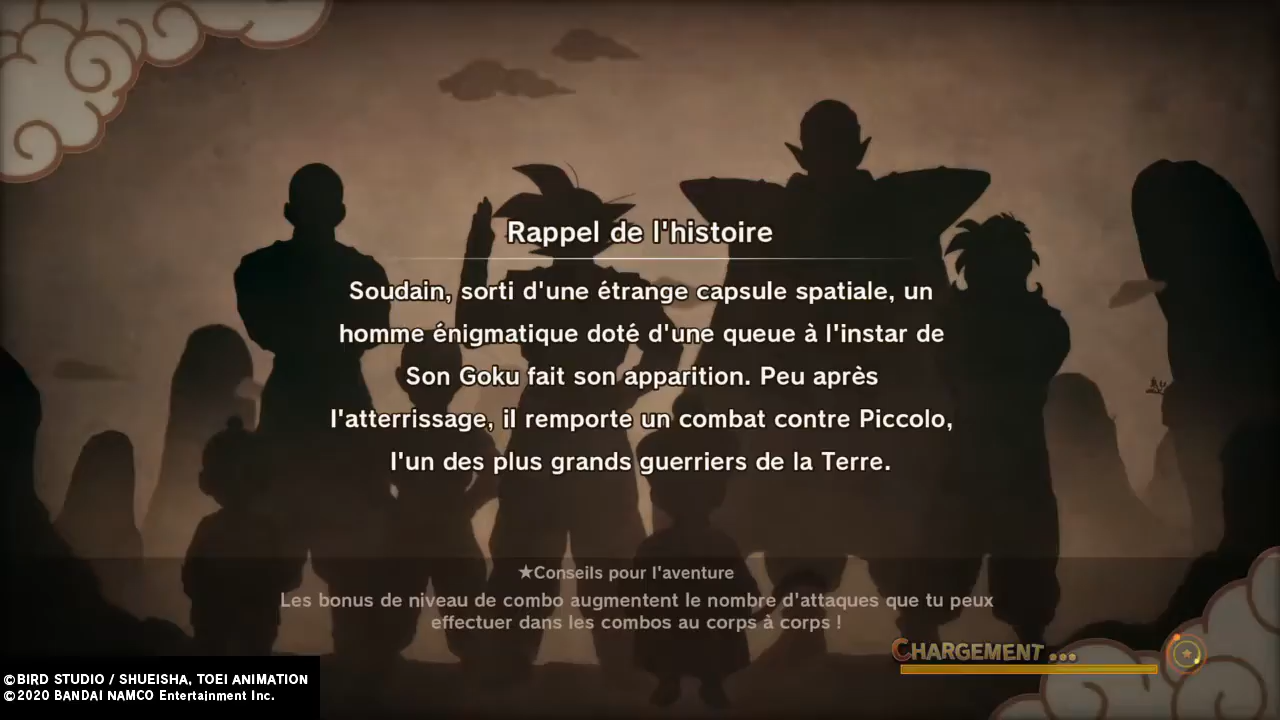 Rappel de l'histoire
Soudain, sorti d'une étrange capsule spatiale, un
homme énigmatique doté d'une queue à l'instar de
Son Goku fait son apparition. Peu après
l'atterrissage, il remporte un combat contre Piccolo,
l'un des plus grands guerriers de la Terre.
★Conseils pour l'aventure
Les bonus de niveau de combo augmentent le nombre d'attaques que tu peux
effectuer dans les combos au corps à corps !
CHARGEMENT ...
©BIRD STUDIO / SHUEISHA, TOEI ANIMATION
©2020 BANDAI NAMCO Entertainment Inc.